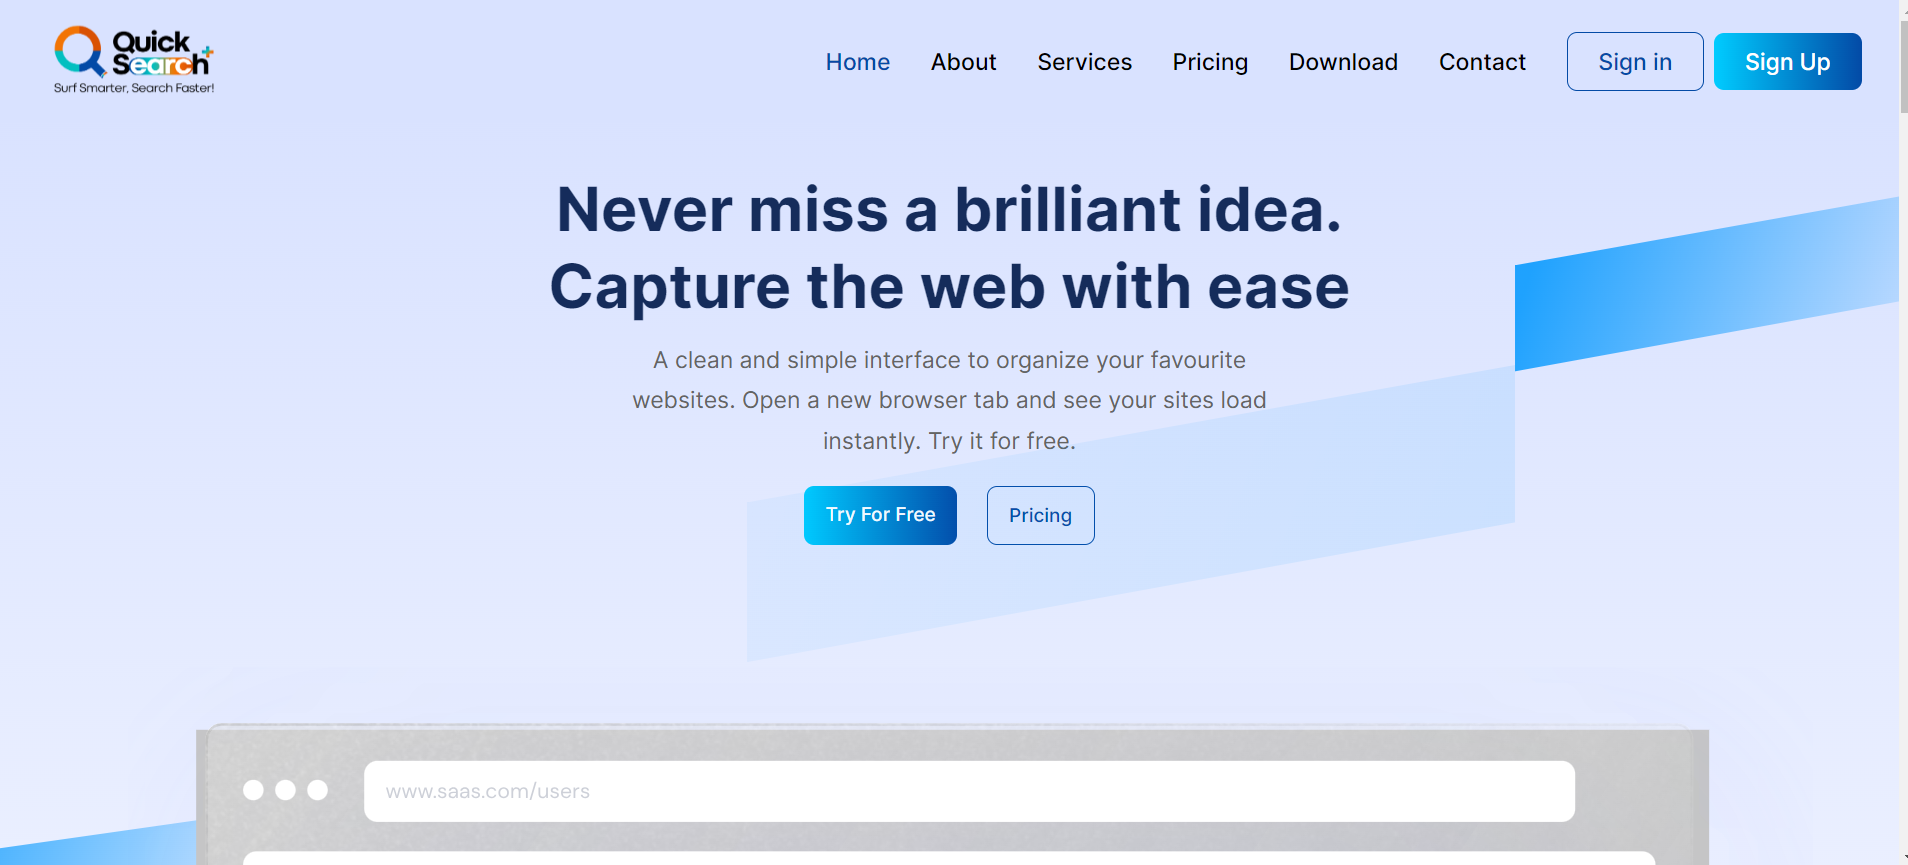 Quick
Search+
Surf Smarter, Search Faster!
Home
About
Services
Pricing
Download
Contact
Sign in
Sign Up
Never miss a brilliant idea.
Capture the web with ease
A clean and simple interface to organize your favourite
websites. Open a new browser tab and see your sites load
instantly. Try it for free.
Try For Free
Pricing
www.saas.com/users